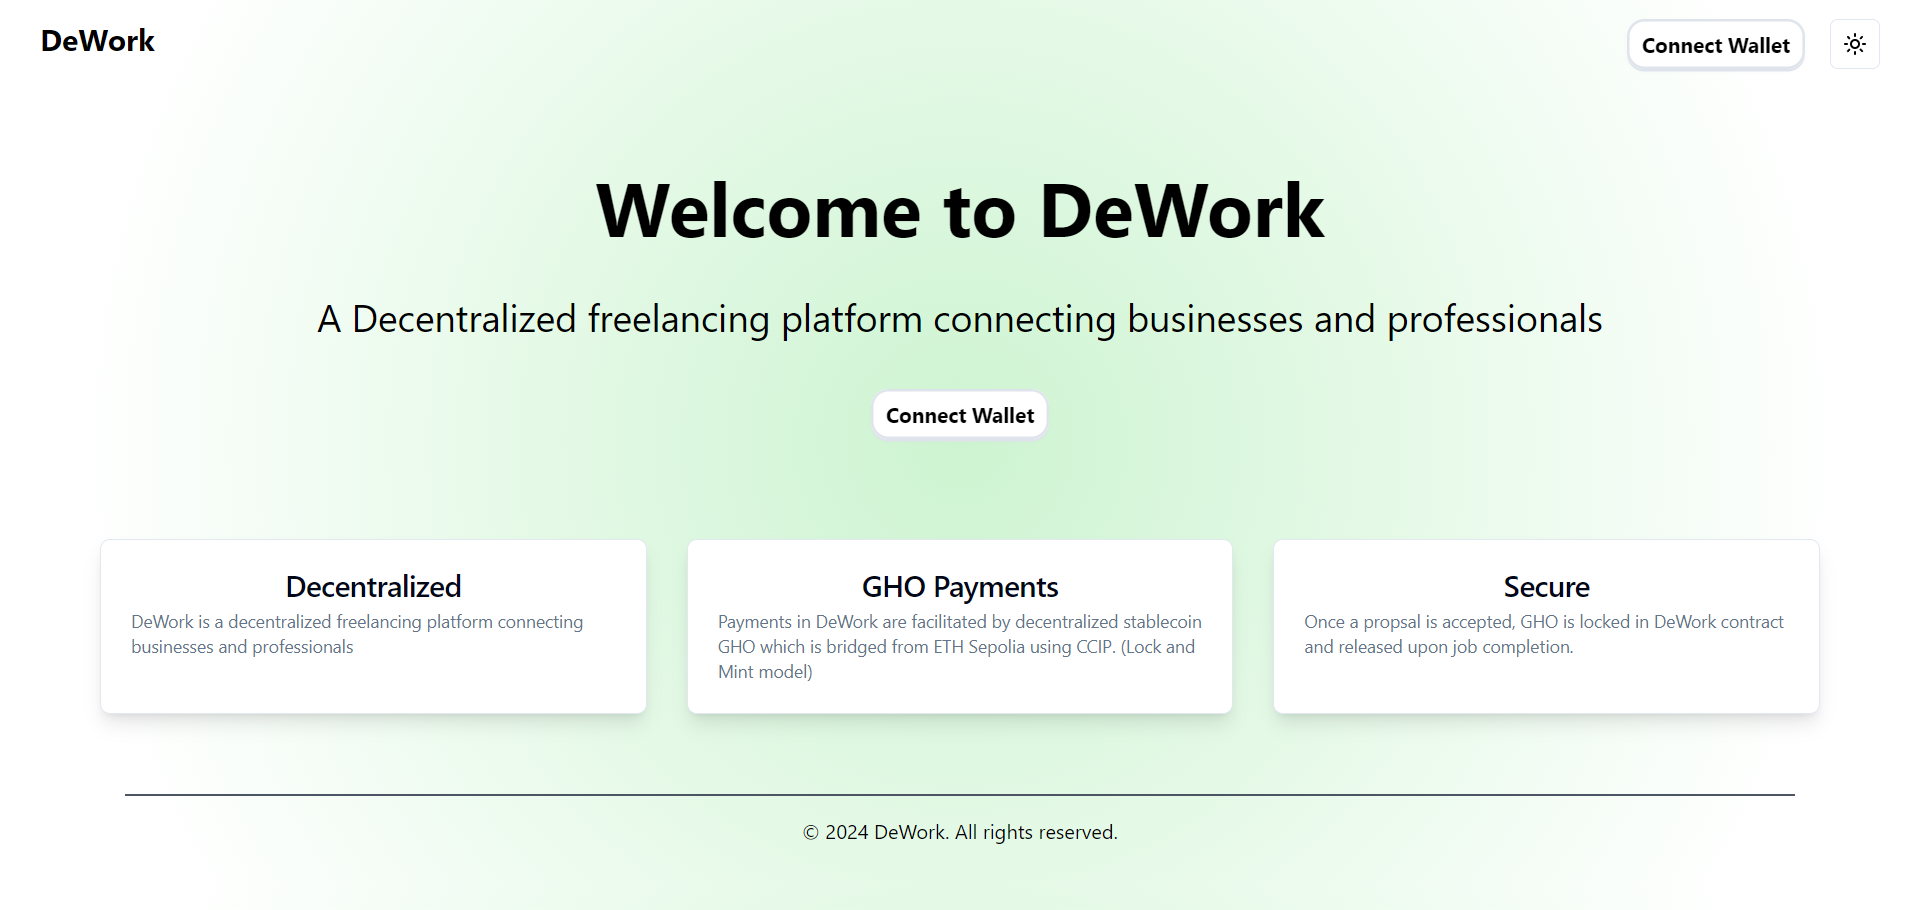 DeWork
Connect Wallet
Welcome to DeWork
A Decentralized freelancing platform connecting businesses and professionals
Connect Wallet
Decentralized
DeWork is a decentralized freelancing platform connecting
businesses and professionals
GHO Payments
Payments in DeWork are facilitated by decentralized stablecoin
GHO which is bridged from ETH Sepolia using CCIP. (Lock and
Mint model)
Secure
Once a propsal is accepted, GHO is locked in DeWork contract
and released upon job completion.
© 2024 DeWork. All rights reserved.